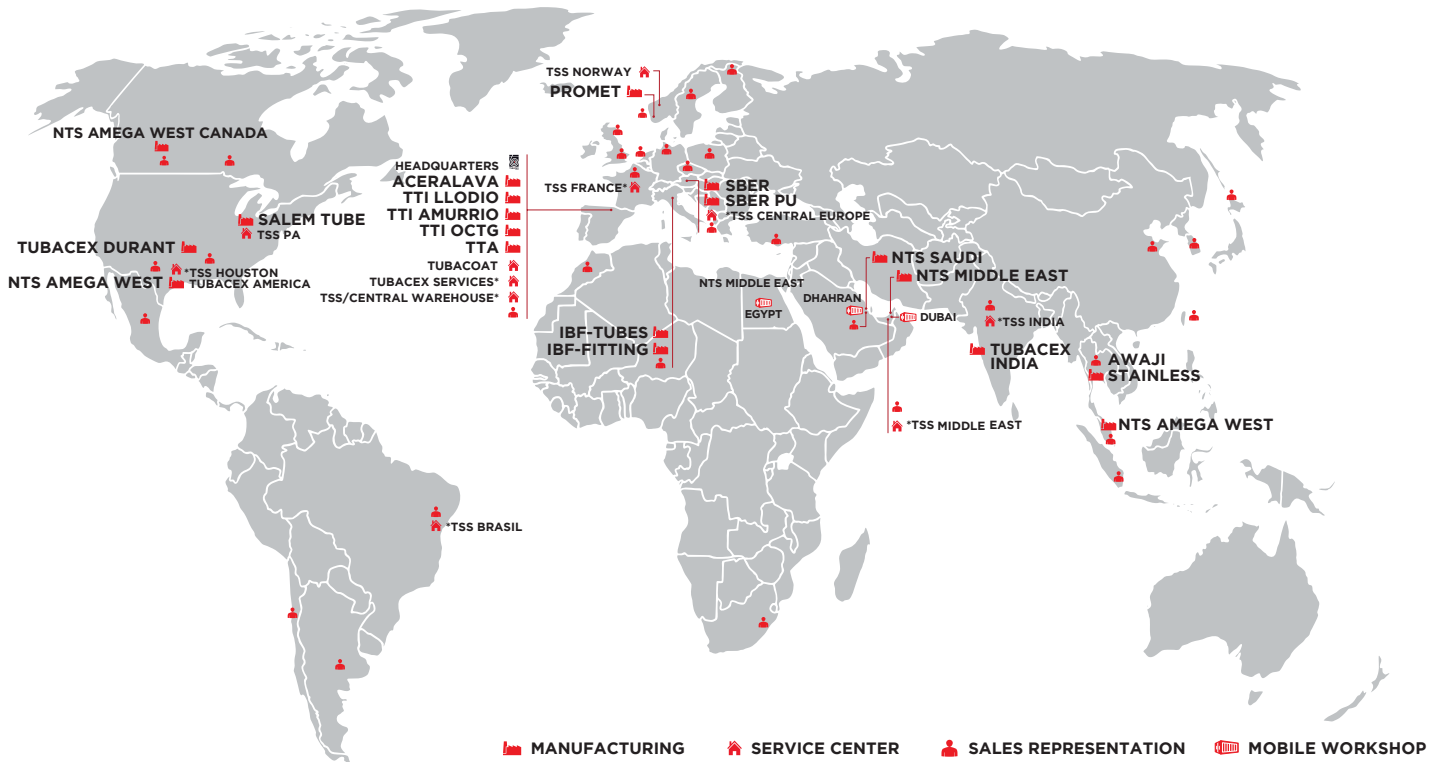 TSS NORWAY
PROMET
NTS AMEGA WEST CANADA
HEADQUARTERS
ACERALAVA
TTI LLODIO
TTI AMURRIO
TTI OCTG
TTA
TUBACOAT
TUBACEX SERVICES*
TSS/CENTRAL WAREHOUSE*
TSS FRANCE*
SBER
SBER PU
*TSS CENTRAL EUROPE
SALEM TUBE
TSS PA
TUBACEX DURANT
*TSS HOUSTON
NTS AMEGA WEST
TUBACEX AMERICA
NTS SAUDI
NTS MIDDLE EAST
NTS MIDDLE EAST
EGYPT
DHAHRAN
DUBAI
IBF-TUBES
IBF-FITTING
*TSS INDIA
TUBACEX
INDIA
AWAJI
STAINLESS
NTS AMEGA WEST
*TSS MIDDLE EAST
*TSS BRASIL
MANUFACTURING
SERVICE CENTER
SALES REPRESENTATION
MOBILE WORKSHOP